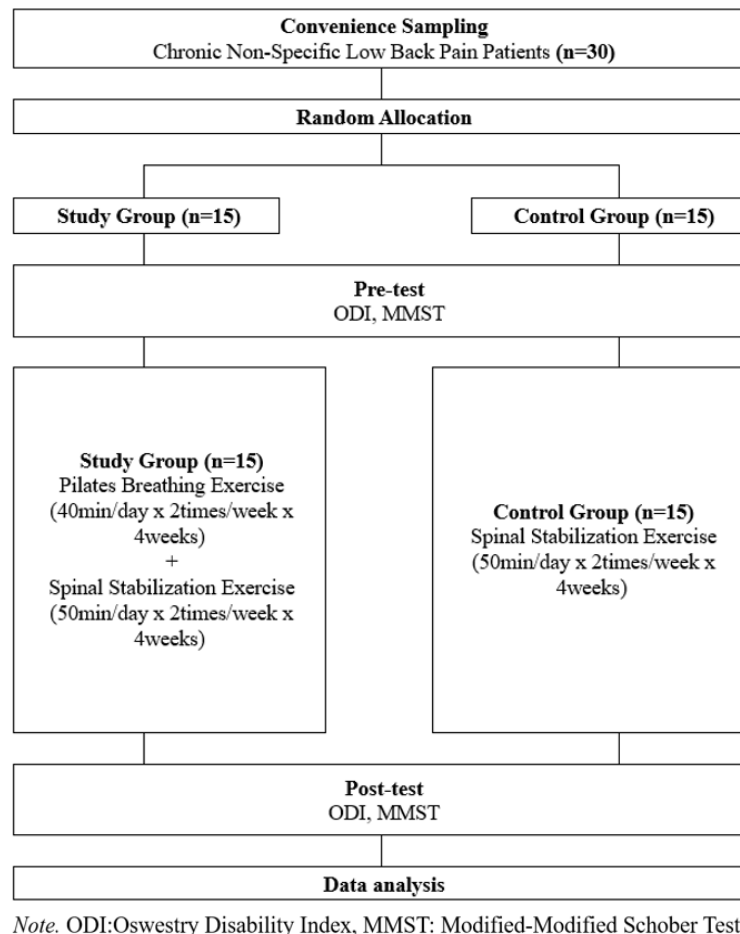 Convenience Sampling
Chronic Non-Specific Low Back Pain Patients (n=30)
Random Allocation
Study Group (n=15)
Control Group (n=15)
Pre-test
ODI, MMST
Study Group (n=15)
Pilates Breathing Exercise
(40min/day x 2times/week x
4weeks)
+
Spinal Stabilization Exercise
(50min/day x 2times/week x
4weeks)
Control Group (n=15)
Spinal Stabilization Exercise
(50min/day x 2times/week x
4weeks)
Post-test
ODI, MMST
Data analysis
Note. ODI:Oswestry Disability Index, MMST: Modified-Modified Schober Test